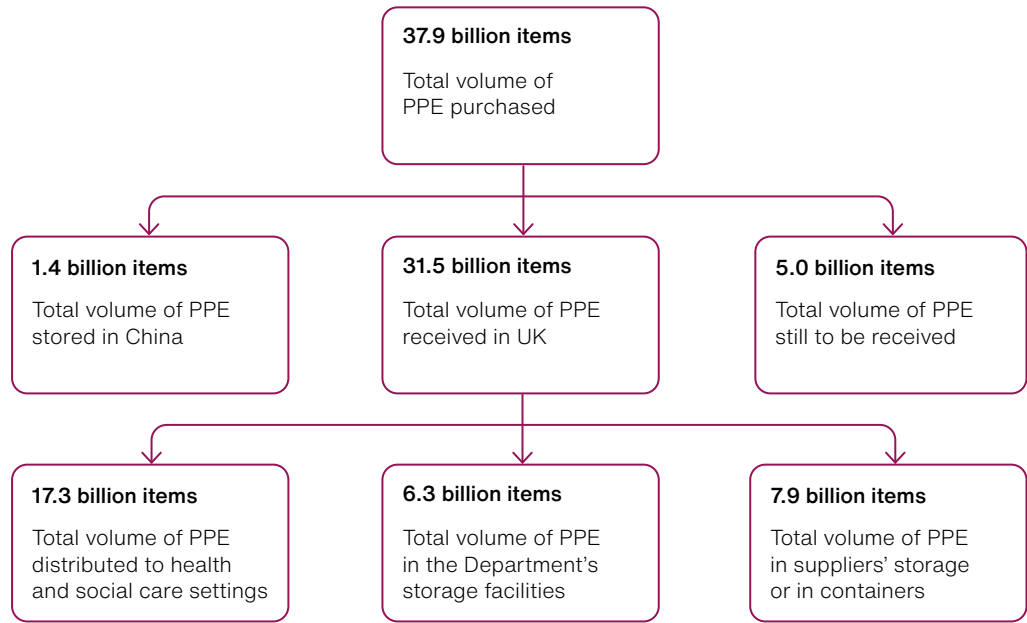 37.9 billion items
Total volume of
PPE purchased
1.4 billion items
Total volume of PPE
stored in China
31.5 billion items
Total volume of PPE
received in UK
5.0 billion items
Total volume of PPE
still to be received
17.3 billion items
Total volume of PPE
distributed to health
and social care settings
6.3 billion items
Total volume of PPE
in the Department’s
storage facilities
7.9 billion items
Total volume of PPE
in suppliers’ storage
or in containers